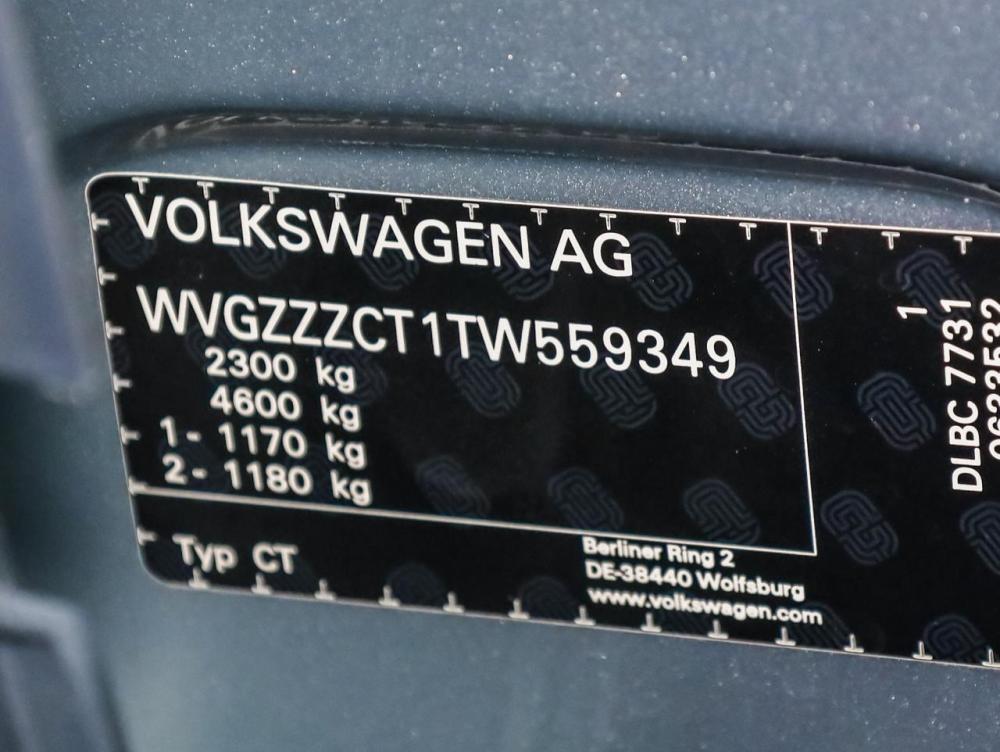 VOLKSWAGEN AG
WVGZZZCT1TW559349
2300 kg
4600 kg
1- 1170 kg
2- 1180 kg
Typ CT
Berliner Ring 2
DE-38440 Wolfsburg
www.volkswagen.com
1
DLBC 7731